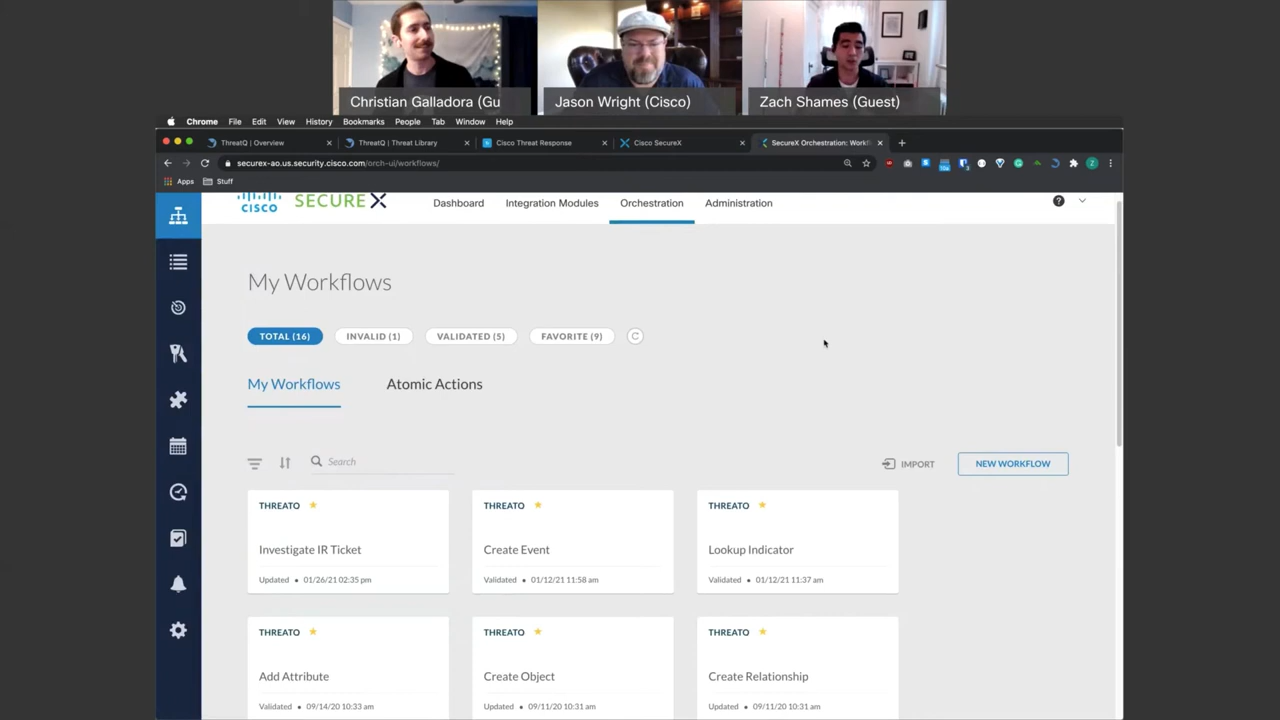 Christian Galladora (Gu
Jason Wright (Cisco)
Zach Shames (Guest)
Chrome File Edit View History Bookmarks People Tab Window Help
ThreatQ | Overview
ThreatQ | Threat Library
Cisco Threat Response
Cisco SecureX
SecureX Orchestration: Workfl
securex-ao.us.security.cisco.com/orch-ui/workflows/
Apps Stuff
CISCO SECUREX
Dashboard Integration Modules Orchestration Administration
My Workflows
TOTAL (16) INVALID (1) VALIDATED (5) FAVORITE (9)
My Workflows Atomic Actions
Search
IMPORT NEW WORKFLOW
THREATQ
Investigate IR Ticket
Updated • 01/26/21 02:35 pm
THREATQ
Create Event
Validated • 01/12/21 11:58 am
THREATQ
Lookup Indicator
Validated • 01/12/21 11:37 am
THREATQ
Add Attribute
Validated • 09/14/20 10:33 am
THREATQ
Create Object
Updated • 09/11/20 10:31 am
THREATQ
Create Relationship
Updated • 09/11/20 10:31 am